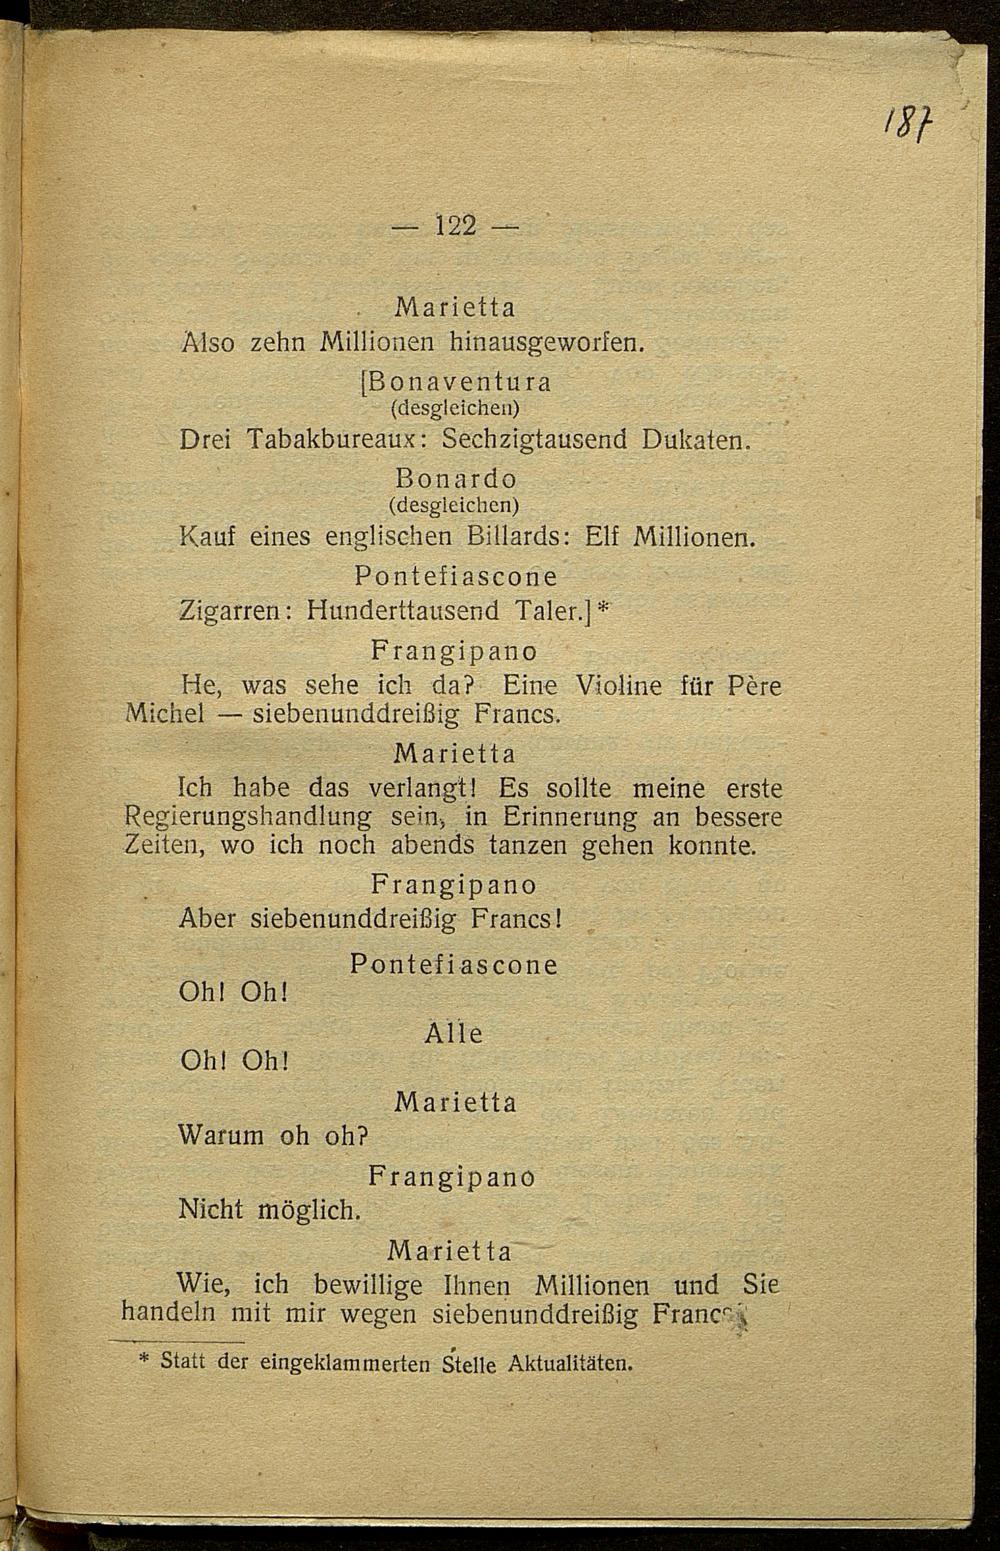 187
— 122 —
Marietta
Also zehn Millionen hinausgeworfen.
[Bonaventura
(desgleichen)
Drei Tabakbureaux: Sechzigtausend Dukaten.
Bonardo
(desgleichen)
Kauf eines englischen Billards: Elf Millionen.
Pontefiascone
Zigarren: Hunderttausend Taler.]*
Frangipano
He, was sehe ich da? Eine Violine für Père
Michel — siebenunddreißig Francs.
Marietta
Ich habe das verlangt! Es sollte meine erste
Regierungshandlung sein, in Erinnerung an bessere
Zeiten, wo ich noch abends tanzen gehen konnte.
Frangipano
Aber siebenunddreißig Francs!
Pontefiascone
Oh! Oh!
Alle
Oh! Oh!
Marietta
Warum oh oh?
Frangipano
Nicht möglich.
Marietta
Wie, ich bewillige Ihnen Millionen und Sie
handeln mit mir wegen siebenunddreißig Francs
* Statt der eingeklammerten Stelle Aktualitäten.